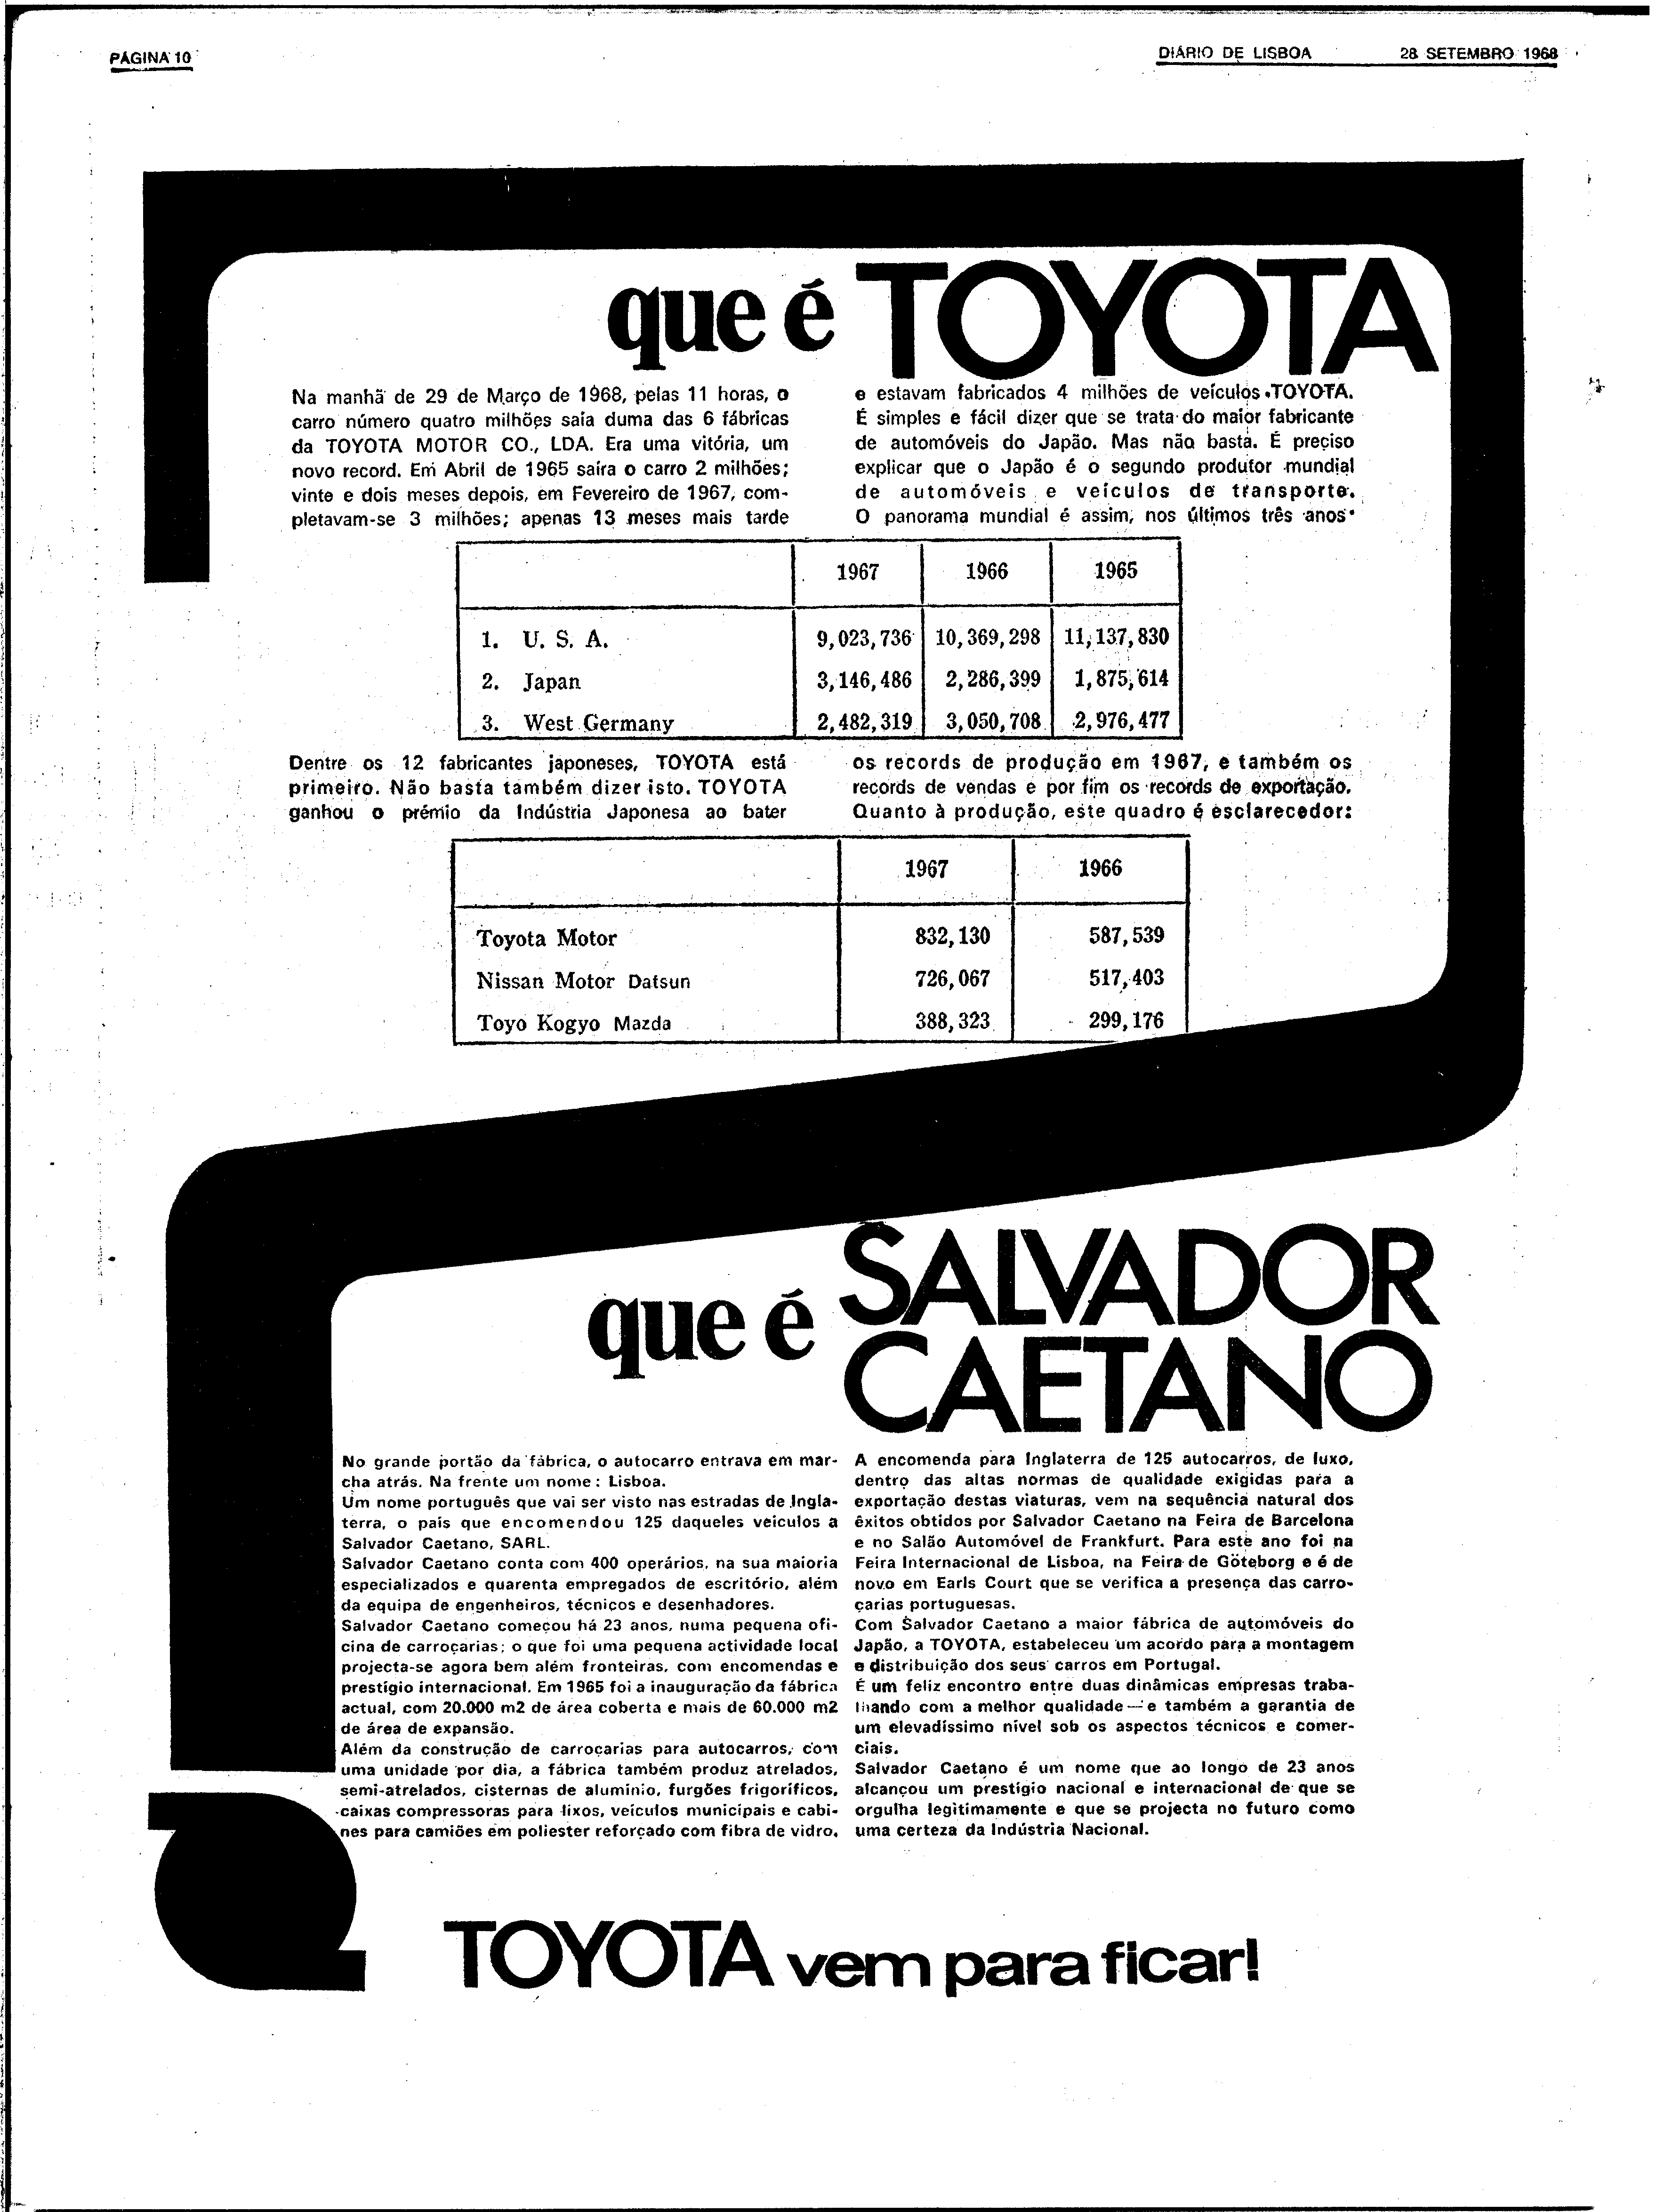 PÁGINA 10
DIÁRIO DE LISBOA 28 SETEMBRO 1968
que é TOYOTA
Na manhã de 29 de Março de 1968, pelas 11 horas, o
carro número quatro milhões saía duma das 6 fábricas
da TOYOTA MOTOR CO., LDA. Era uma vitória, um
novo record. Em Abril de 1965 saíra o carro 2 milhões;
vinte e dois meses depois, em Fevereiro de 1967, com-
pletavam-se 3 milhões; apenas 13 meses mais tarde
e estavam fabricados 4 milhões de veículos TOYOTA.
É simples e fácil dizer que se trata do maior fabricante
de automóveis do Japão. Mas não basta. É preciso
explicar que o Japão é o segundo produtor mundial
de automóveis e veículos de transporte.
O panorama mundial é assim, nos últimos três anos
1967 1966 1965
1. U. S. A. 9,023,736 10,369,298 11,137,830
2. Japan 3,146,486 2,286,399 1,875,614
3. West Germany 2,482,319 3,050,708 2,976,477
Dentre os 12 fabricantes japoneses, TOYOTA está
primeiro. Não basta também dizer isto. TOYOTA
ganhou o prémio da Indústria Japonesa ao bater
os records de produção em 1967, e também os
records de vendas e por fim os records de exportação.
Quanto à produção, este quadro é esclarecedor:
1967 1966
Toyota Motor 832,130 587,539
Nissan Motor Datsun 726,067 517,403
Toyo Kogyo Mazda 388,323 299,176
que é SALVADOR
CAETANO
No grande portão da fábrica, o autocarro entrava em mar-
cha atrás. Na frente um nome: Lisboa.
Um nome português que vai ser visto nas estradas de Ingla-
terra, o país que encomendou 125 daqueles veículos a
Salvador Caetano, SARL.
Salvador Caetano conta com 400 operários, na sua maioria
especializados e quarenta empregados de escritório, além
da equipa de engenheiros, técnicos e desenhadores.
Salvador Caetano começou há 23 anos, numa pequena ofi-
cina de carroçarias; o que foi uma pequena actividade local
projecta-se agora bem além fronteiras, com encomendas e
prestígio internacional. Em 1965 foi a inauguração da fábrica
actual, com 20.000 m2 de área coberta e mais de 60.000 m2
de área de expansão.
Além da construção de carroçarias para autocarros, com
uma unidade por dia, a fábrica também produz atrelados,
semi-atrelados, cisternas de alumínio, furgões frigoríficos,
caixas compressoras para lixos, veículos municipais e cabi-
nes para camiões em poliester reforçado com fibra de vidro.
A encomenda para Inglaterra de 125 autocarros, de luxo,
dentro das altas normas de qualidade exigidas para a
exportação destas viaturas, vem na sequência natural dos
êxitos obtidos por Salvador Caetano na Feira de Barcelona
e no Salão Automóvel de Frankfurt. Para este ano foi na
Feira Internacional de Lisboa, na Feira de Göteborg e é de
novo em Earls Court que se verifica a presença das carro-
çarias portuguesas.
Com Salvador Caetano a maior fábrica de automóveis do
Japão, a TOYOTA, estabeleceu um acordo para a montagem
e distribuição dos seus carros em Portugal.
É um feliz encontro entre duas dinâmicas empresas traba-
lhando com a melhor qualidade — e também a garantia de
um elevadíssimo nível sob os aspectos técnicos e comer-
ciais.
Salvador Caetano é um nome que ao longo de 23 anos
alcançou um prestígio nacional e internacional de que se
orgulha legitimamente e que se projecta no futuro como
uma certeza da Indústria Nacional.
TOYOTA vem para ficar!